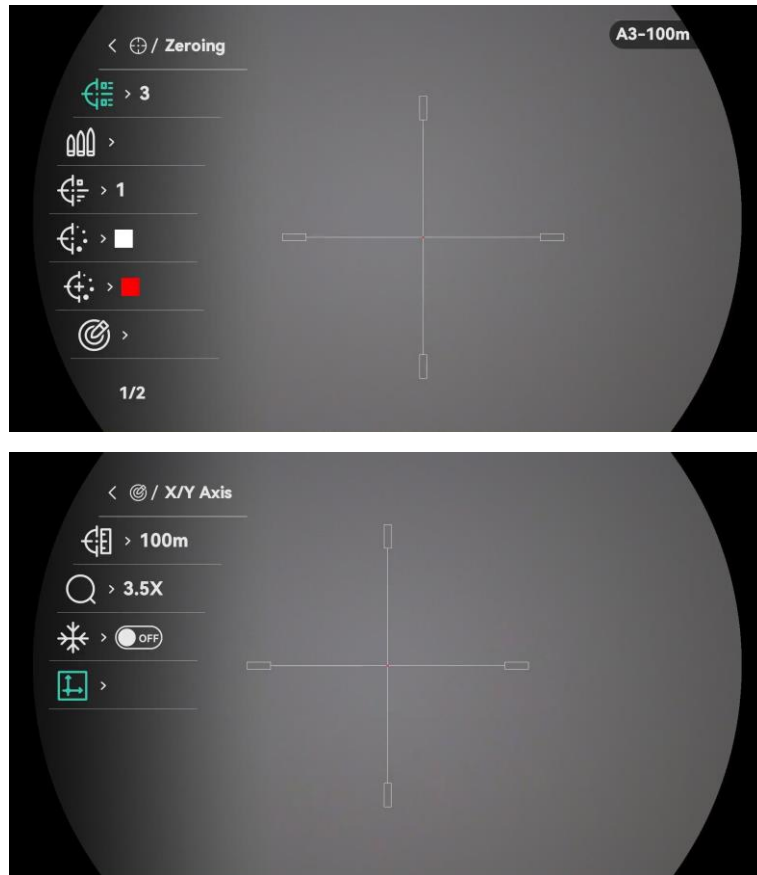 < / Zeroing
A3-100m
> 3
>
> 1
>
>
>
1/2
< / X/Y Axis
> 100m
> 3.5X
> OFF
>